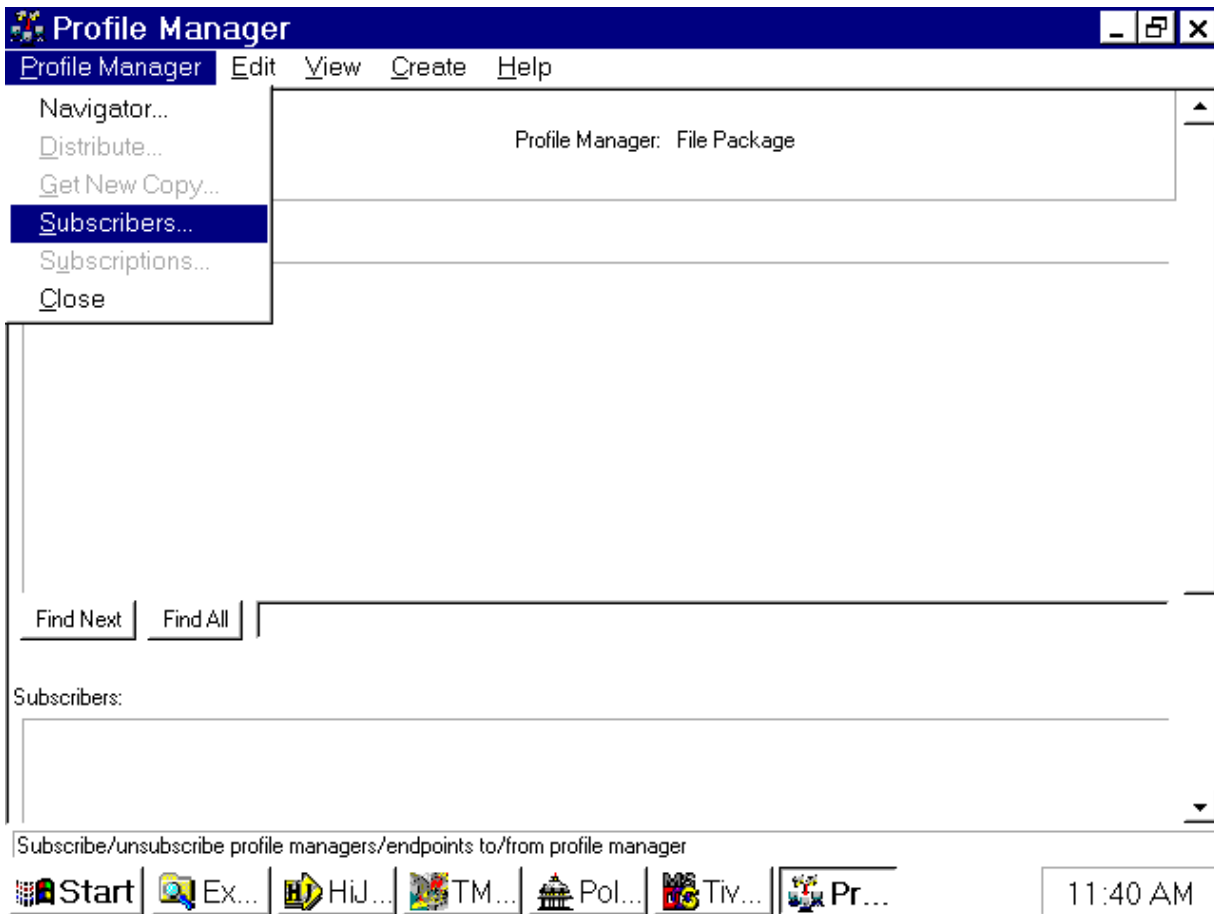 Profile Manager
Profile Manager Edit View Create Help
Navigator...
Distribute...
Get New Copy...
Subscribers...
Subscriptions...
Close
Profile Manager: File Package
Find Next Find All
Subscribers:
Subscribe/unsubscribe profile managers/endpoints to/from profile manager
Start Ex... HiJ... TM... Pol... Tiv... Pr... 11:40 AM